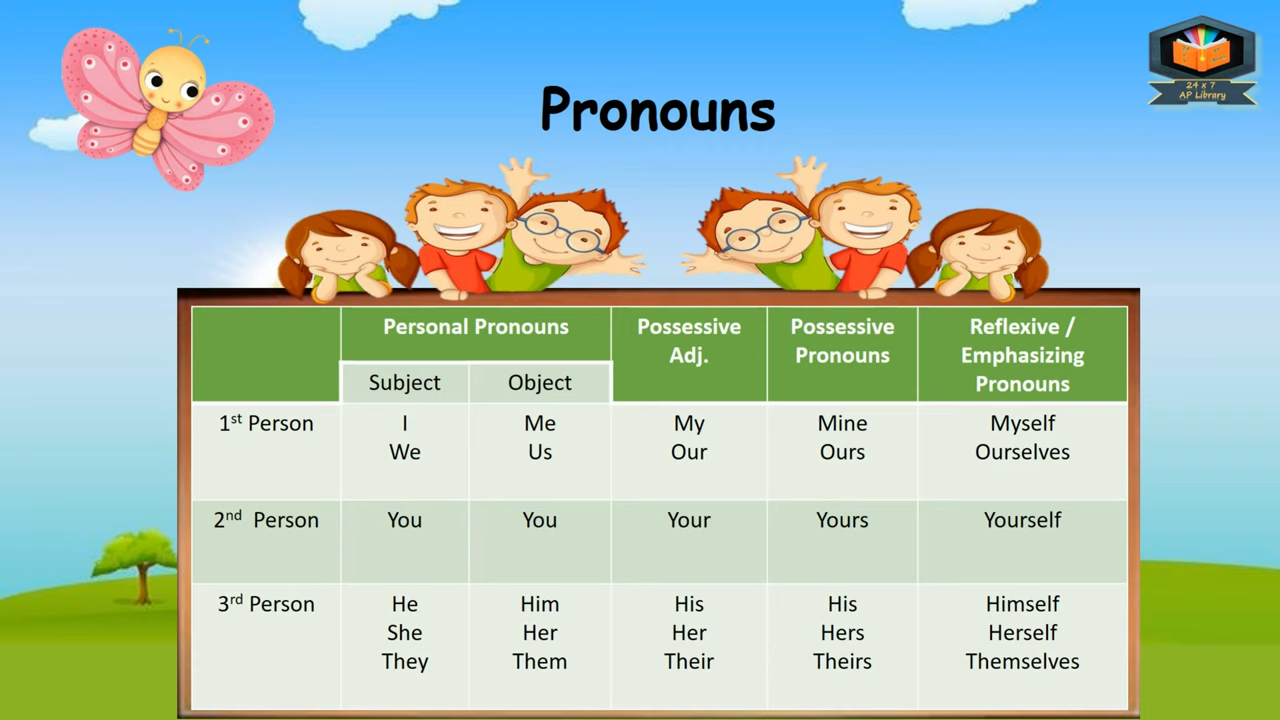 24 x 7
AP Library
Pronouns
Personal Pronouns
Possessive
Adj.
Possessive
Pronouns
Reflexive /
Emphasizing
Pronouns
Subject Object
1st Person I Me My Mine Myself
We Us Our Ours Ourselves
2nd Person You You Your Yours Yourself
3rd Person He Him His His Himself
She Her Her Hers Herself
They Them Their Theirs Themselves